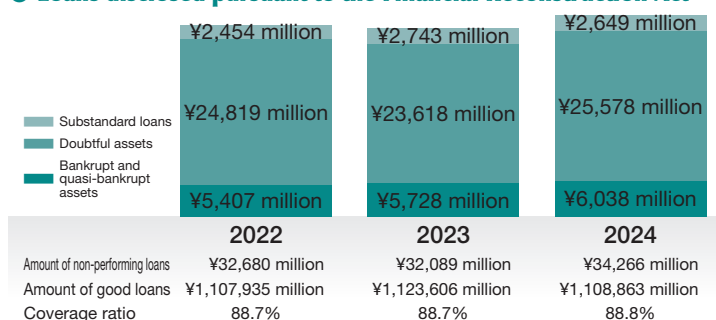 Loans disclosed pursuant to the Financial Reconstruction Act
¥2,454 million
¥2,743 million
¥2,649 million
¥24,819 million
¥23,618 million
¥25,578 million
Substandard loans
Doubtful assets
Bankrupt and
quasi-bankrupt
assets
¥5,407 million
¥5,728 million
¥6,038 million
2022 2023 2024
Amount of non-performing loans ¥32,680 million ¥32,089 million ¥34,266 million
Amount of good loans ¥1,107,935 million ¥1,123,606 million ¥1,108,863 million
Coverage ratio 88.7% 88.7% 88.8%